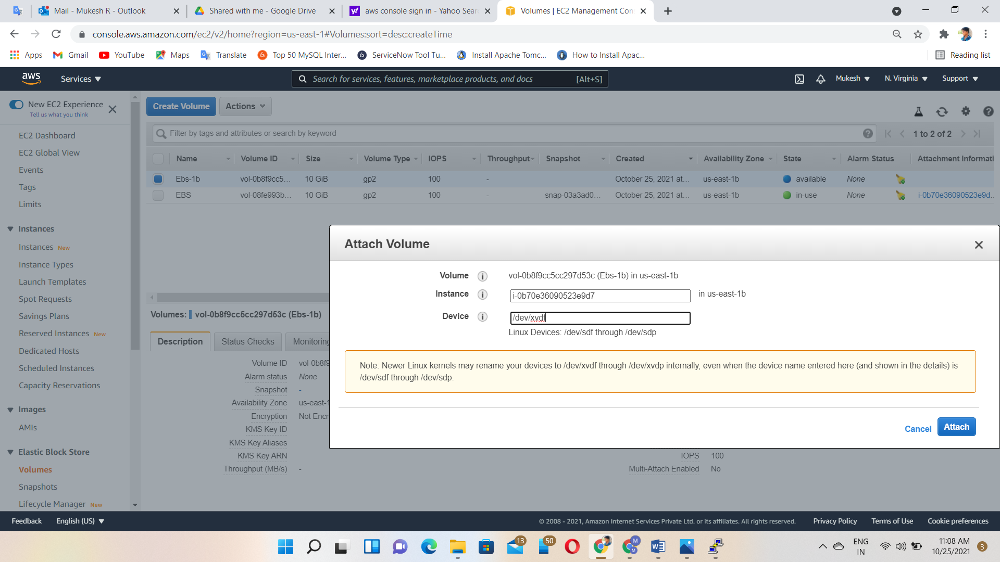 Mail - Mukesh R - Outlook
Shared with me - Google Drive
aws console sign in - Yahoo Sear
Volumes | EC2 Management Con
console.aws.amazon.com/ec2/v2/home?region=us-east-1#Volumes:sort=desc:createTime
Apps Gmail YouTube Maps Translate Top 50 MySQL Inter... ServiceNow Tool Tu... Install Apache Tomc... How to Install Apac... Reading list
aws Services Search for services, features, marketplace products, and docs [Alt+S] Mukesh N. Virginia Support
New EC2 Experience
Tell us what you think
EC2 Dashboard
EC2 Global View
Events
Tags
Limits
Instances
Instances New
Instance Types
Launch Templates
Spot Requests
Savings Plans
Reserved Instances New
Dedicated Hosts
Scheduled Instances
Capacity Reservations
Images
AMIs
Elastic Block Store
Volumes
Snapshots
Lifecycle Manager New
Create Volume Actions
Filter by tags and attributes or search by keyword 1 to 2 of 2
Name Volume ID Size Volume Type IOPS Throughput Snapshot Created Availability Zone State Alarm Status Attachment Informati
Ebs-1b vol-0b8f9cc5... 10 GiB gp2 100 - October 25, 2021 at... us-east-1b available None
EBS vol-08fe993b... 10 GiB gp2 100 - snap-03a3ad0... October 25, 2021 at... us-east-1b in-use None i-0b70e36090523e9d...
Volumes: vol-0b8f9cc5cc297d53c (Ebs-1b)
Description Status Checks Monitoring
Volume ID vol-0b8f9
Alarm status None
Snapshot -
Availability Zone us-east-1
Encryption Not Encr
KMS Key ID
KMS Key Aliases
KMS Key ARN
Throughput (MB/s) -
IOPS 100
Multi-Attach Enabled No
Attach Volume
Volume vol-0b8f9cc5cc297d53c (Ebs-1b) in us-east-1b
Instance i-0b70e36090523e9d7 in us-east-1b
Device /dev/xvdf
Linux Devices: /dev/sdf through /dev/sdp
Note: Newer Linux kernels may rename your devices to /dev/xvdf through /dev/xvdp internally, even when the device name entered here (and shown in the details) is
/dev/sdf through /dev/sdp.
Cancel Attach
Feedback English (US) © 2008 - 2021, Amazon Internet Services Private Ltd. or its affiliates. All rights reserved. Privacy Policy Terms of Use Cookie preferences
13 50 M M
ENG
IN
11:08 AM
10/25/2021
3